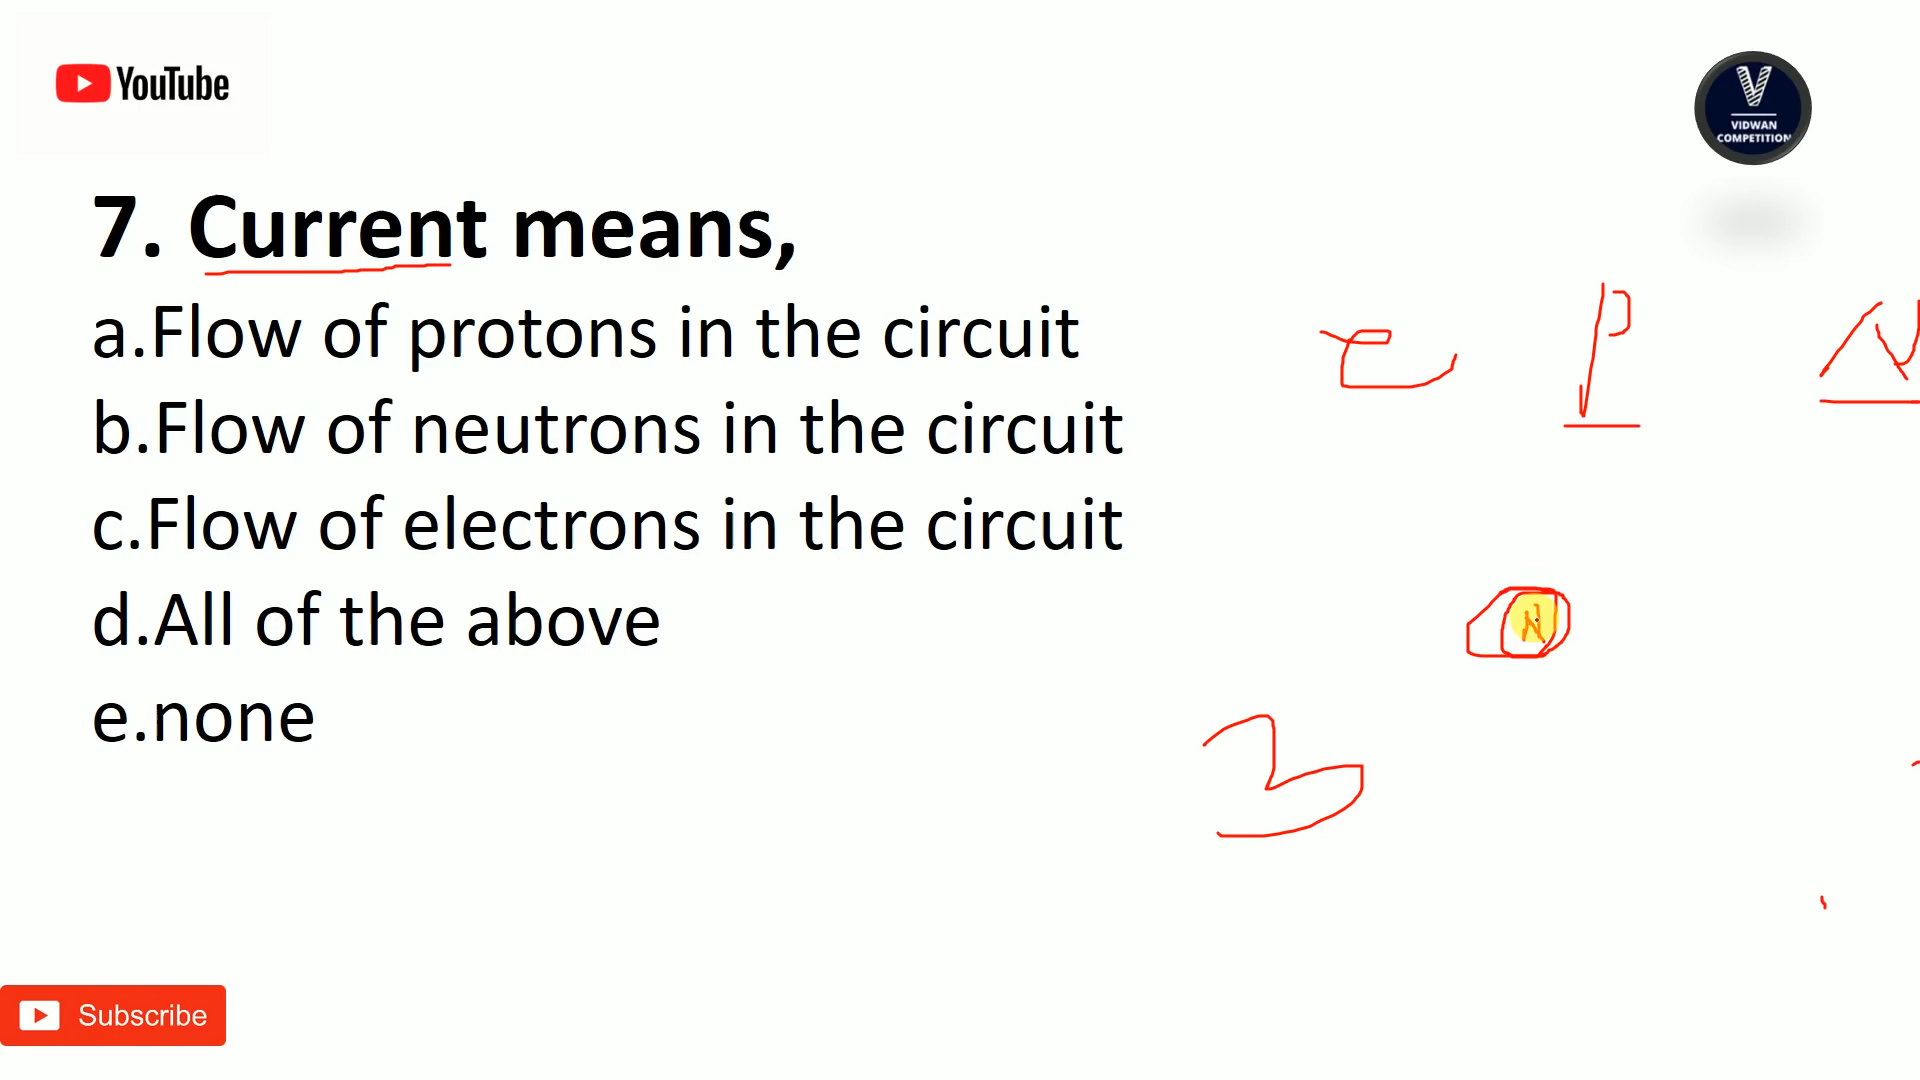 YouTube
V
VIDWAN
COMPETITION
7. Current means,
a.Flow of protons in the circuit
b.Flow of neutrons in the circuit
c.Flow of electrons in the circuit
d.All of the above
e.none
e P N
N
3
Subscribe